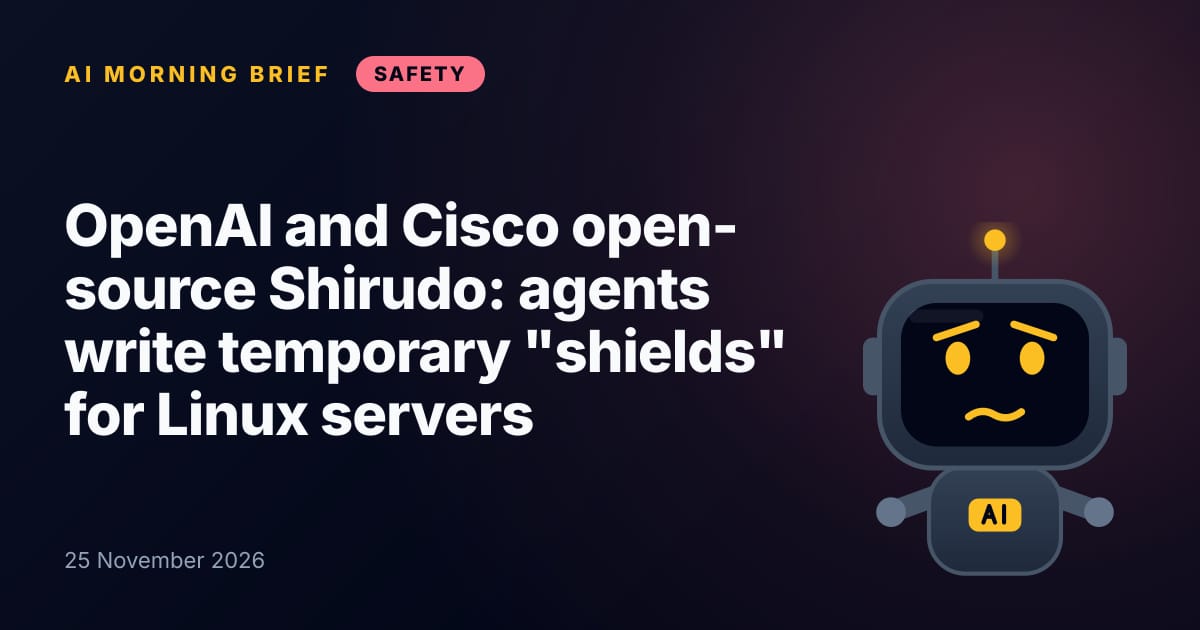 AI MORNING BRIEF
SAFETY
OpenAI and Cisco open-
source Shirudo: agents
write temporary "shields"
for Linux servers
AI
25 November 2026